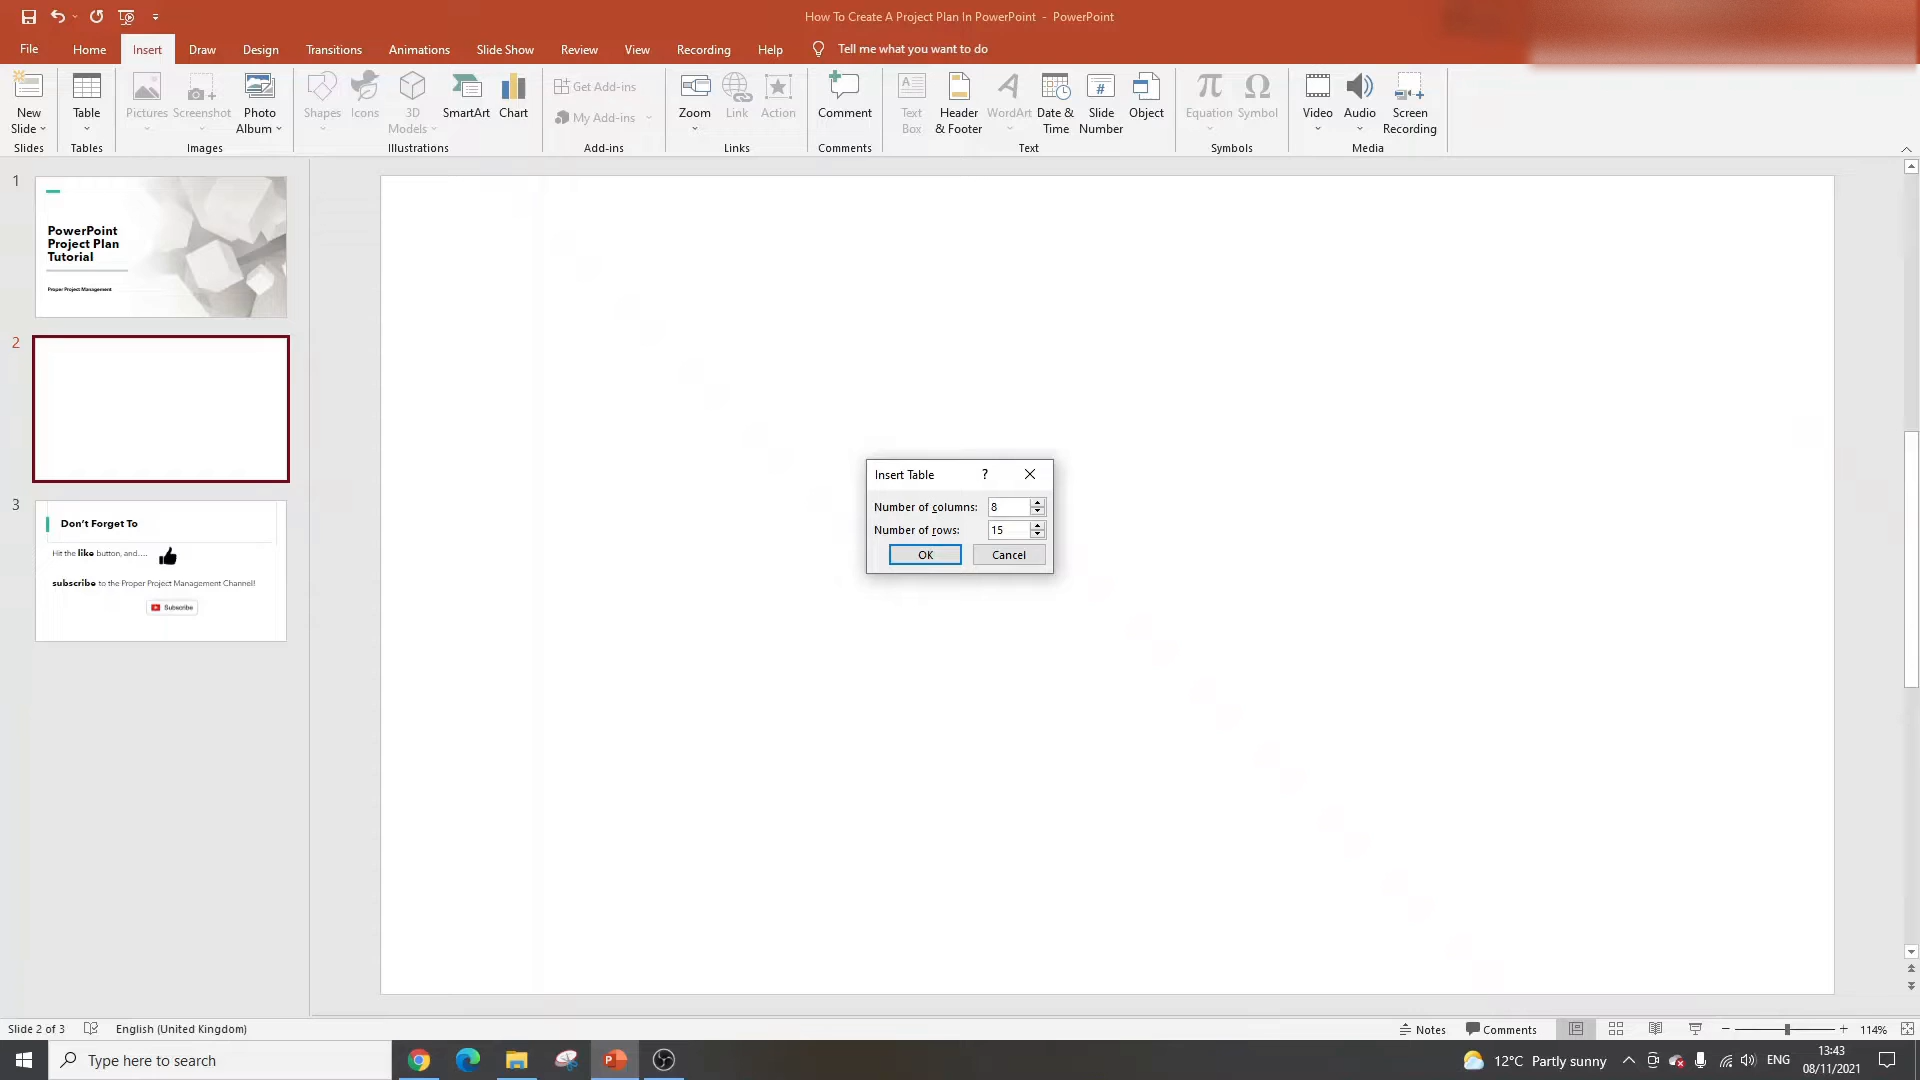 How To Create A Project Plan In PowerPoint - PowerPoint
File Home Insert Draw Design Transitions Animations Slide Show Review View Recording Help Tell me what you want to do
New Slide
Table
Pictures
Screenshot
Photo Album
Shapes
Icons
3D Models
SmartArt
Chart
Get Add-ins
My Add-ins
Zoom
Link
Action
Comment
Text Box
Header & Footer
WordArt
Date & Time
Slide Number
Object
Equation
Symbol
Video
Audio
Screen Recording
Slides Tables Images Illustrations Add-ins Links Comments Text Symbols Media
1
PowerPoint
Project Plan
Tutorial
Proper Project Management
2
3
Don't Forget To
Hit the like button, and....
subscribe to the Proper Project Management Channel!
Subscribe
Insert Table ?
Number of columns: 8
Number of rows: 15
OK Cancel
Slide 2 of 3 English (United Kingdom) Notes Comments 114%
Type here to search
12°C Partly sunny ENG
13:43
08/11/2021